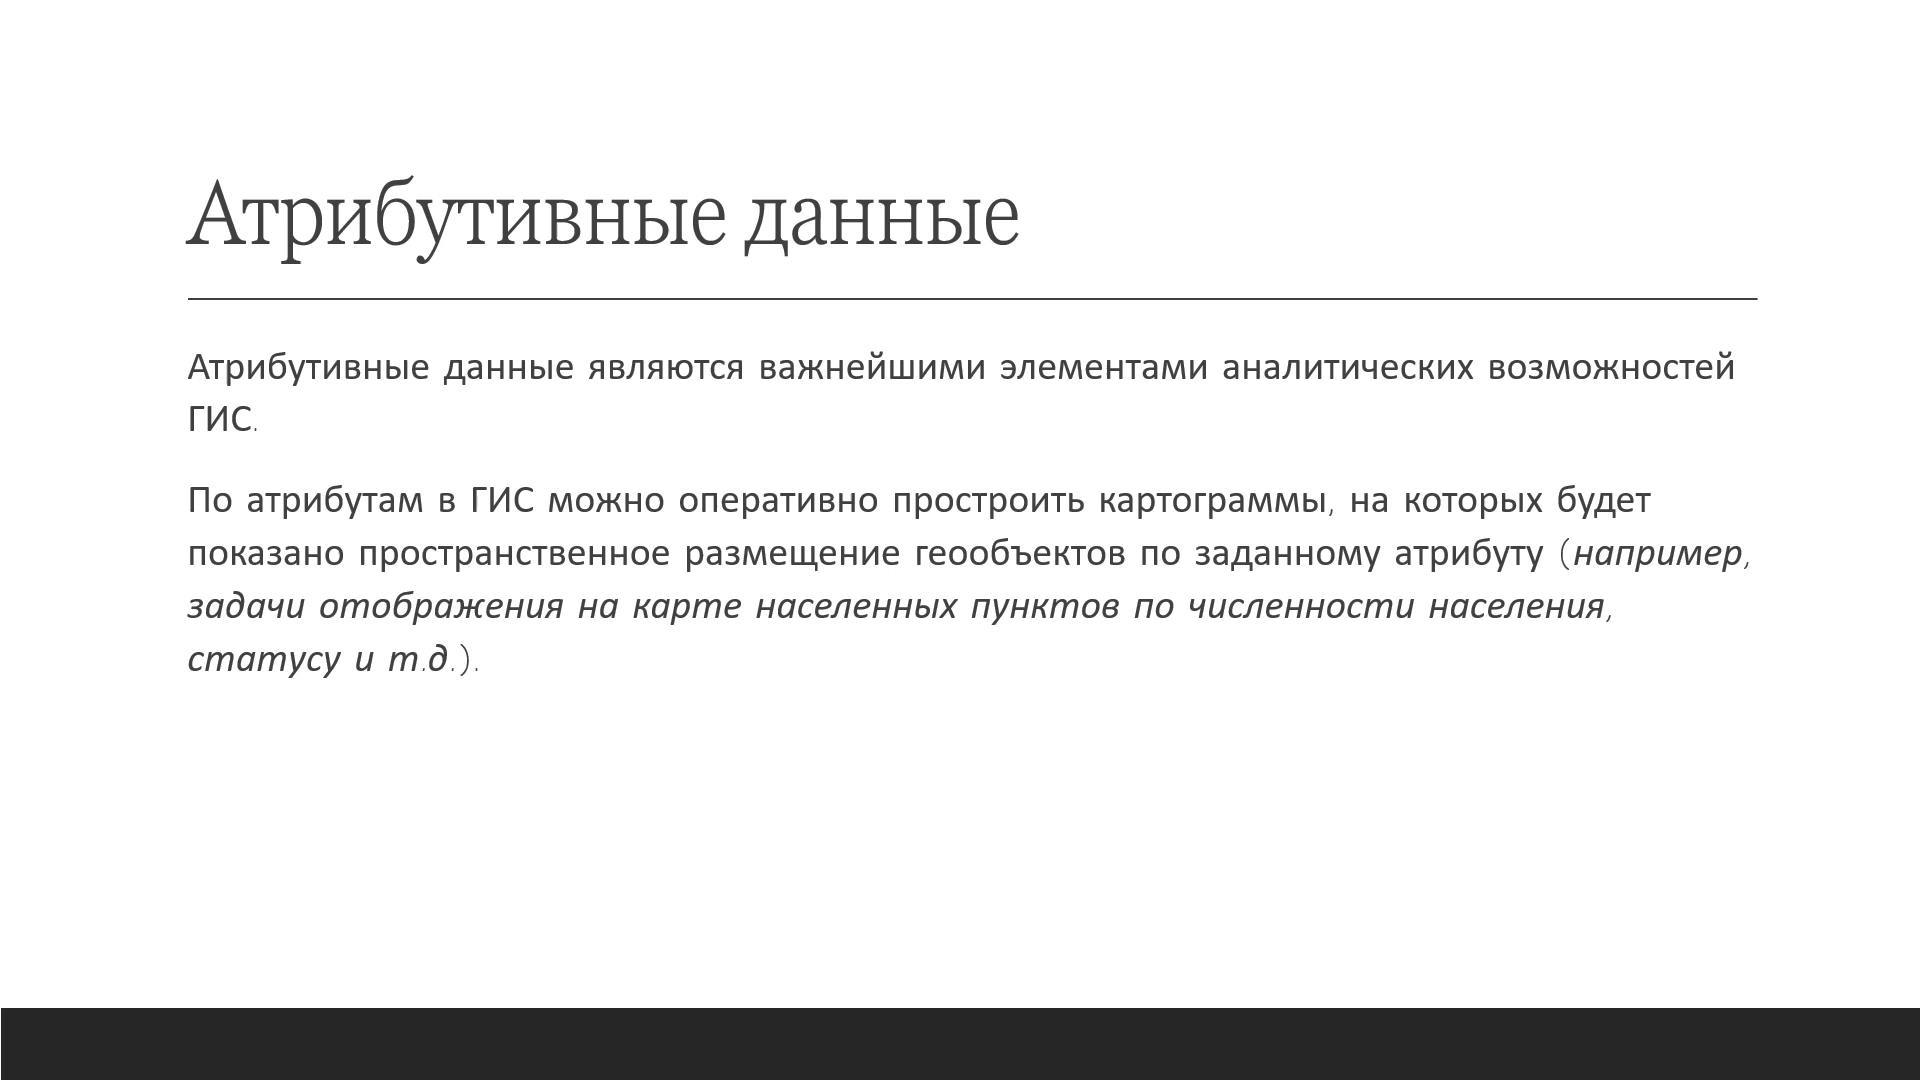 Атрибутивные данные
Атрибутивные данные являются важнейшими элементами аналитических возможностей
ГИС.
По атрибутам в ГИС можно оперативно простроить картограммы, на которых будет
показано пространственное размещение геообъектов по заданному атрибуту (например,
задачи отображения на карте населенных пунктов по численности населения,
статусу и т.д.).